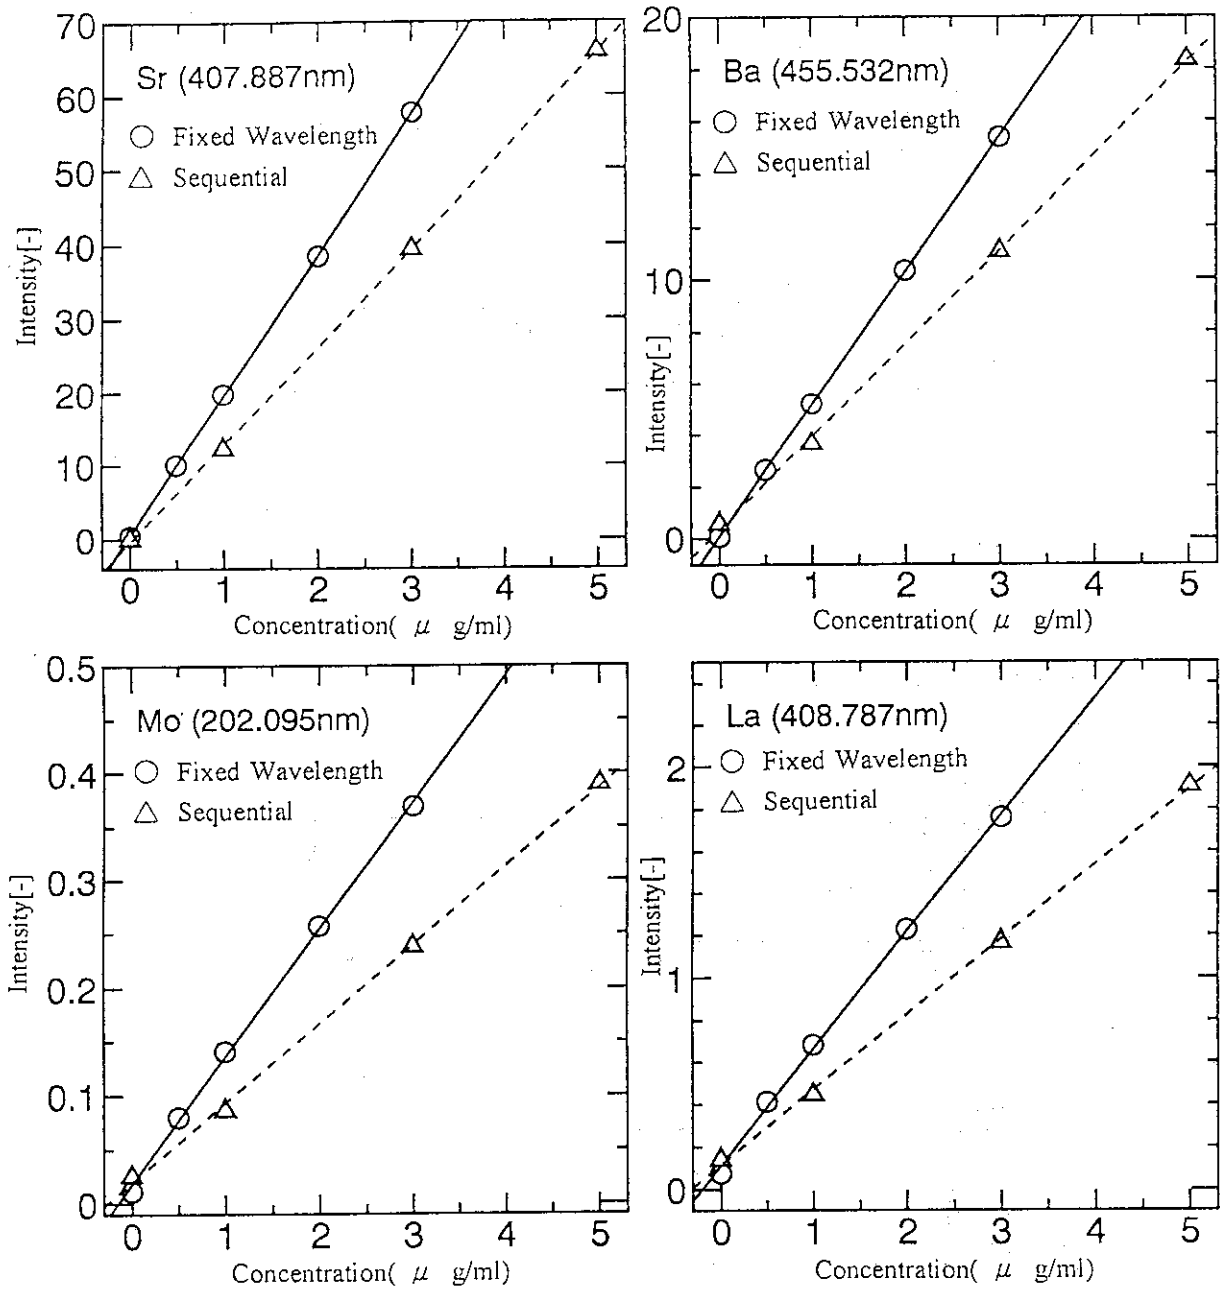 70
60
50
40
30
20
10
0
Intensity[-]
Sr (407.887nm)
Fixed Wavelength
Sequential
0 1 2 3 4 5
Concentration( μ g/ml)
20
10
0
Intensity[-]
Ba (455.532nm)
Fixed Wavelength
Sequential
0 1 2 3 4 5
Concentration( μ g/ml)
0.5
0.4
0.3
0.2
0.1
0
Intensity[-]
Mo (202.095nm)
Fixed Wavelength
Sequential
0 1 2 3 4 5
Concentration( μ g/ml)
2
1
0
Intensity[-]
La (408.787nm)
Fixed Wavelength
Sequential
0 1 2 3 4 5
Concentration( μ g/ml)